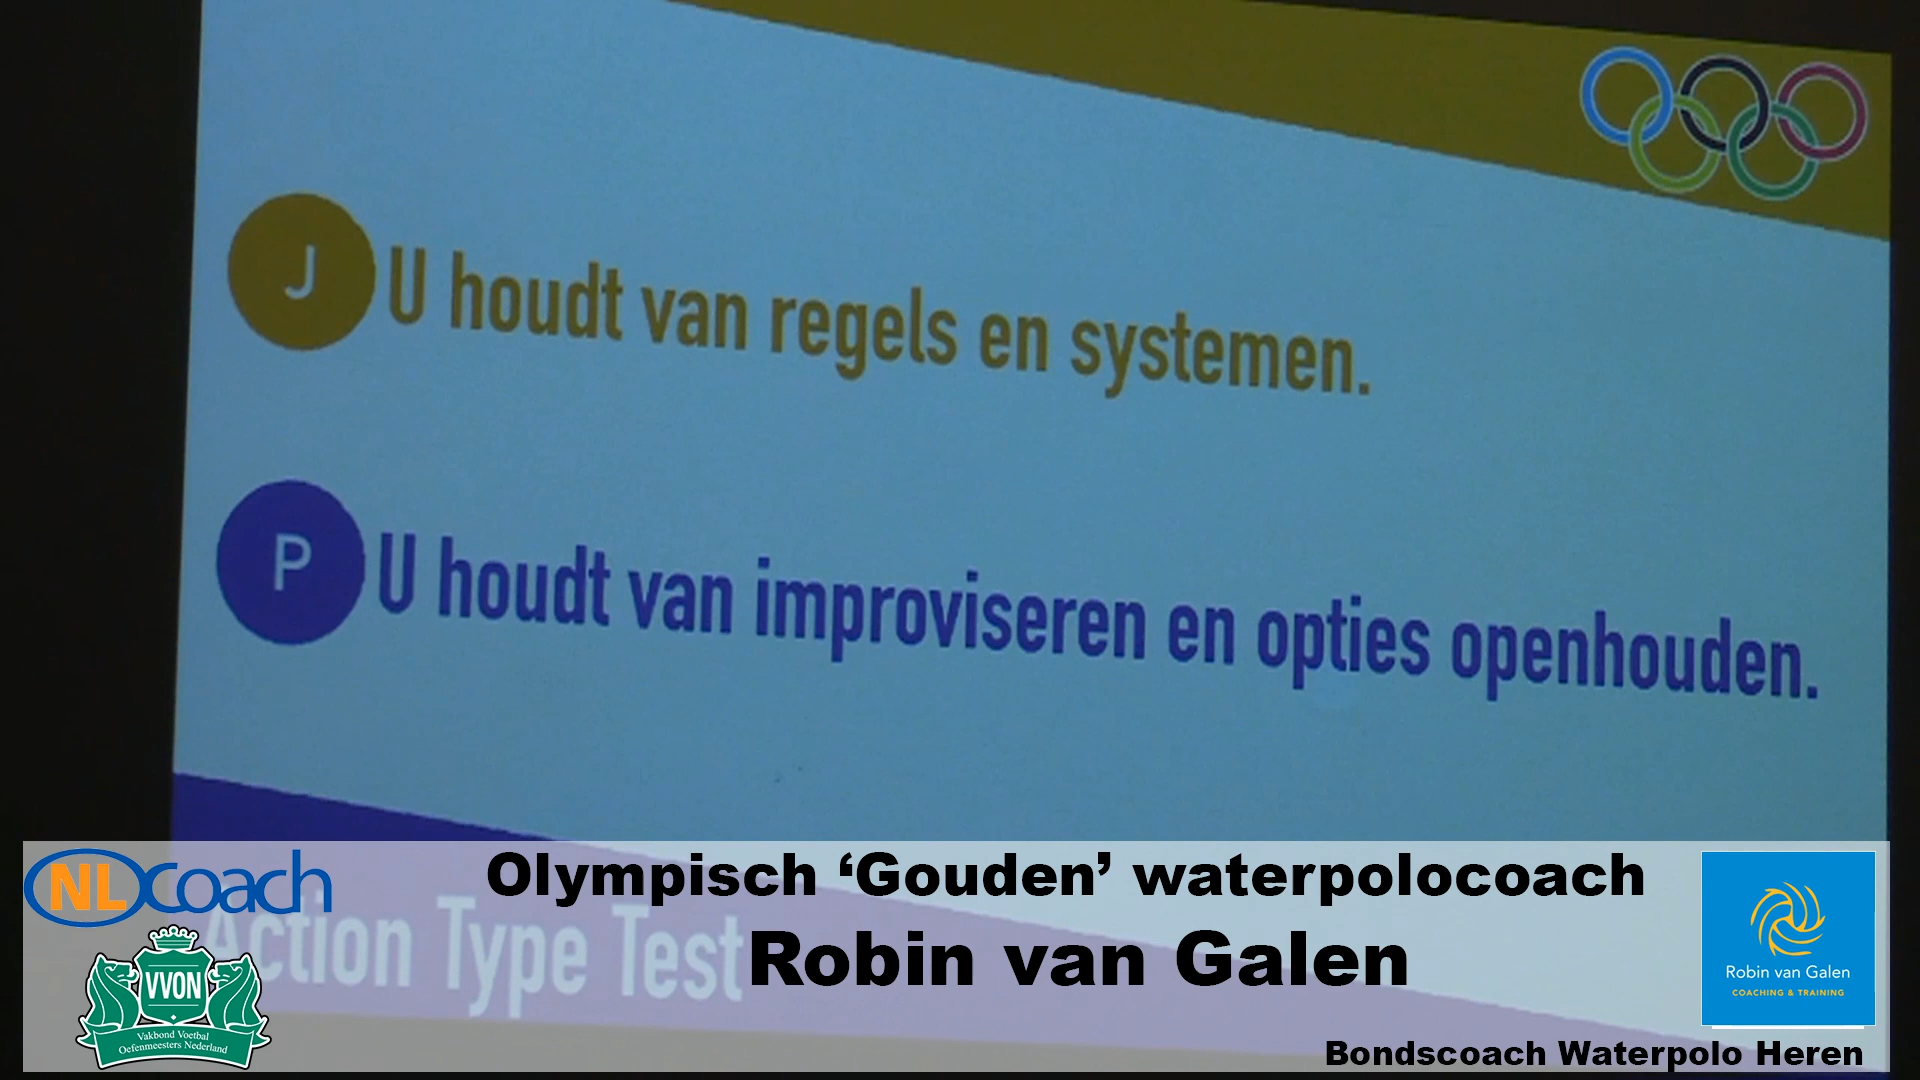 J U houdt van regels en systemen.
P U houdt van improviseren en opties openhouden.
Action Type Test
NLcoach
Olympisch ‘Gouden’ waterpolocoach
Robin van Galen
VVON
Vakbond Voetbal
Oefenmeesters Nederland
Robin van Galen
COACHING & TRAINING
Bondscoach Waterpolo Heren